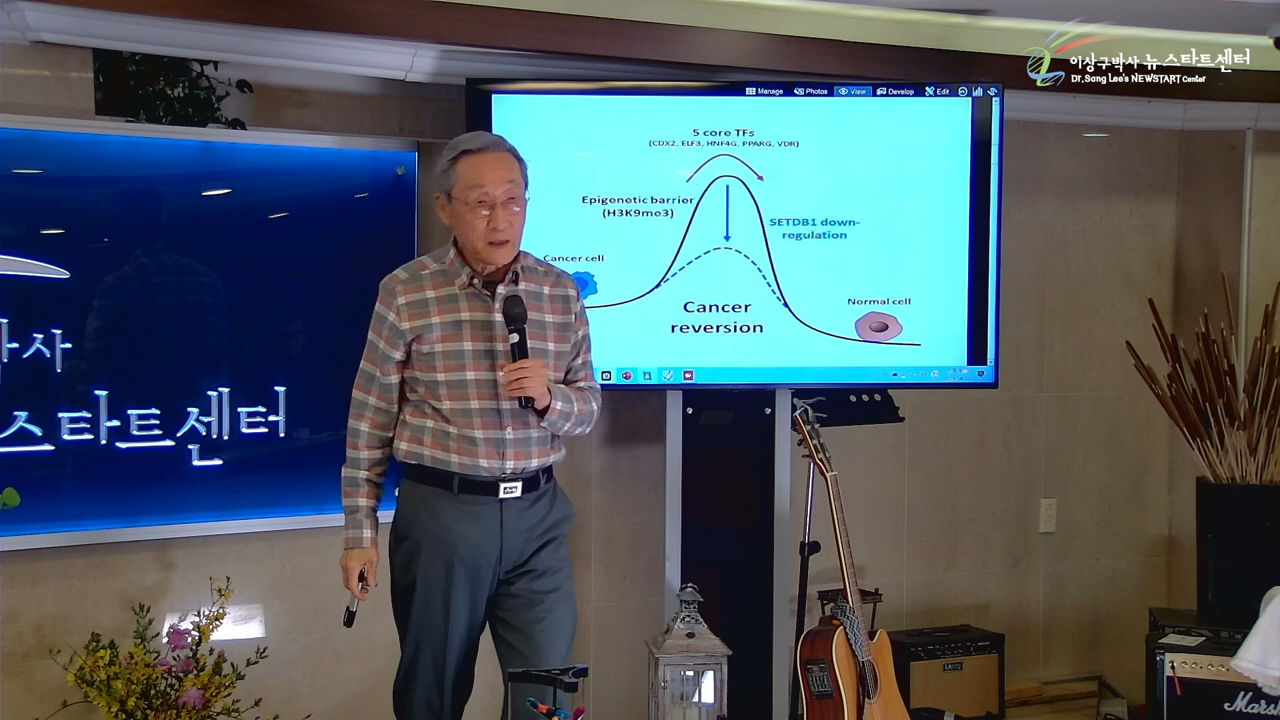 이상구박사 뉴스타트센터
Dr. Sang Lee's NEWSTART Center
Manage Photos View Develop Edit
5 core TFs
(CDX2, ELF3, HNF4G, PPARG, VDR)
Epigenetic barrier
(H3K9me3)
SETDB1 down-
regulation
Cancer cell
Cancer
reversion
Normal cell
박사
스타트센터
LANEY
Marsh